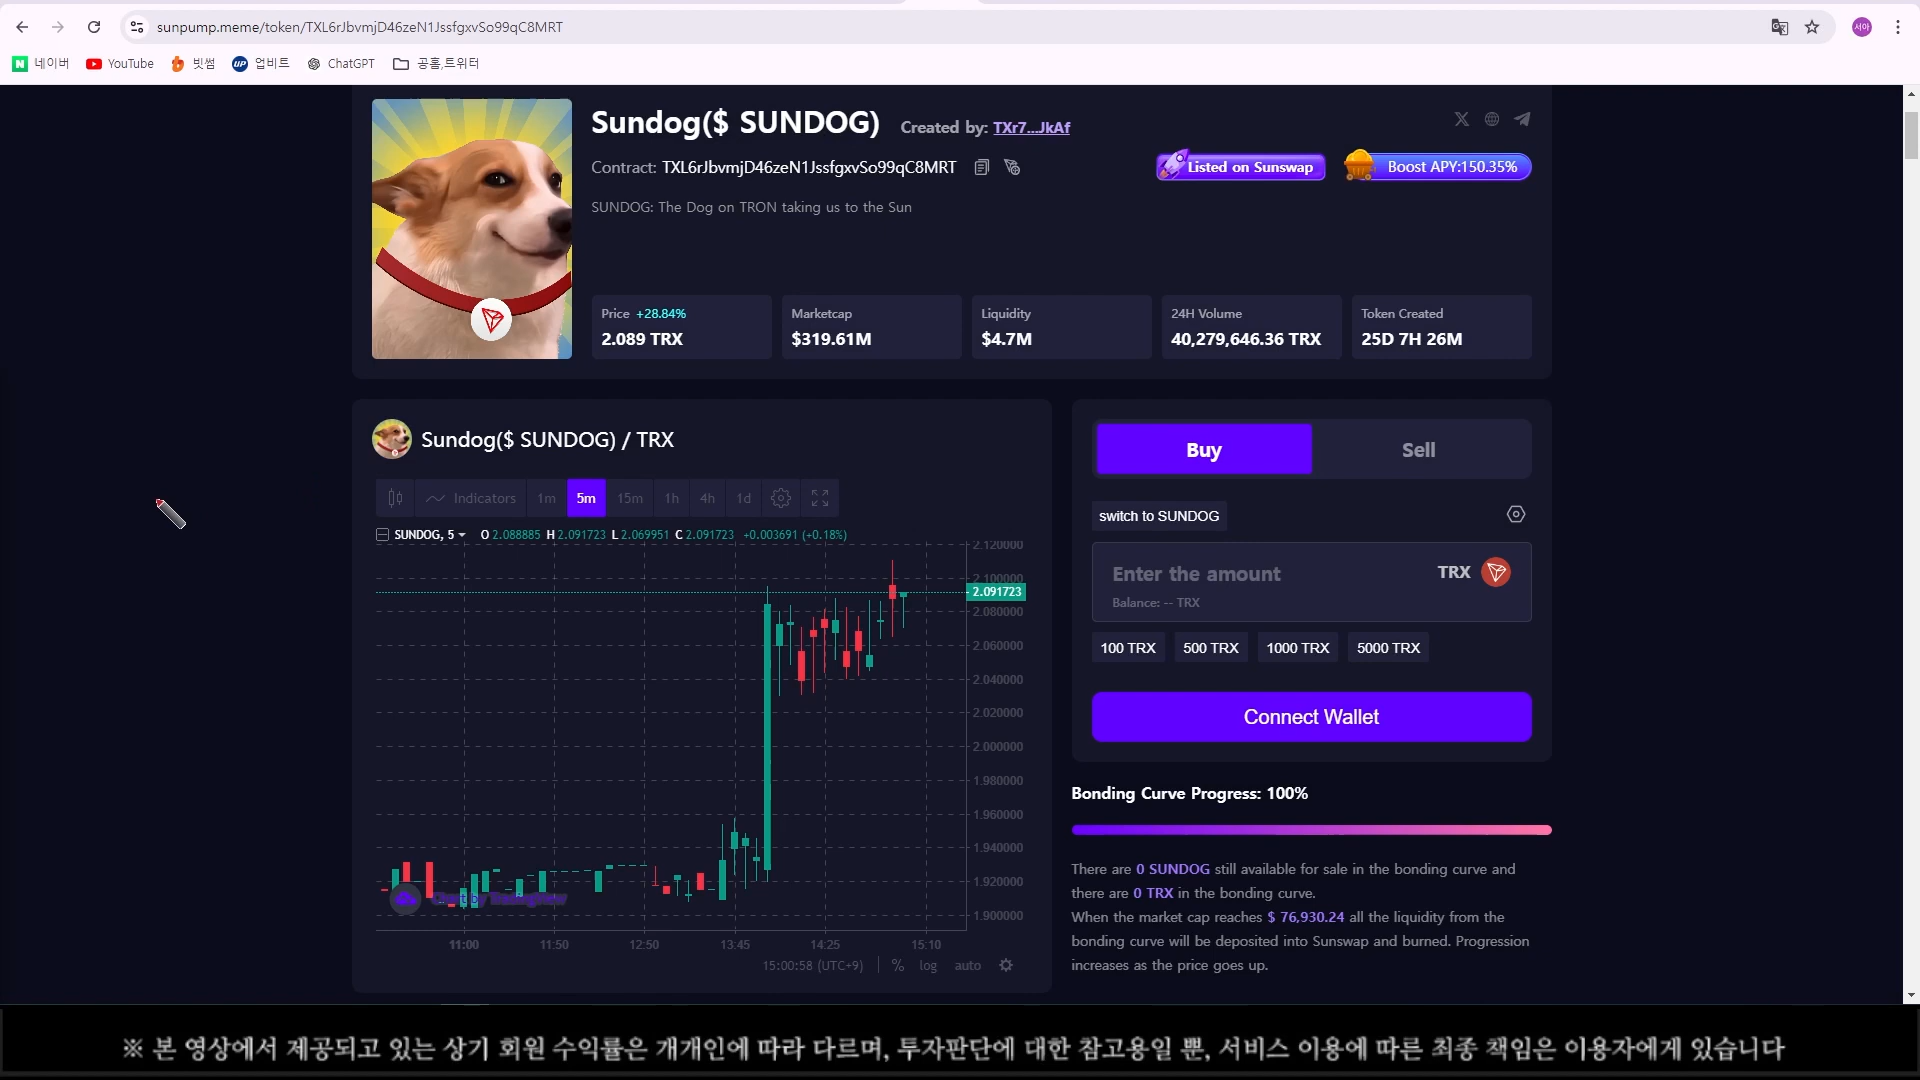 sunpump.meme/token/TXL6rJbvmjD46zeN1JssfgxvSo99qC8MRT
서아
네이버 YouTube 빗썸 업비트 ChatGPT 공홀,트위터
Sundog($ SUNDOG) Created by: TXr7...JkAf
Contract: TXL6rJbvmjD46zeN1JssfgxvSo99qC8MRT
Listed on Sunswap Boost APY:150.35%
SUNDOG: The Dog on TRON taking us to the Sun
Price +28.84% Marketcap Liquidity 24H Volume Token Created
2.089 TRX $319.61M $4.7M 40,279,646.36 TRX 25D 7H 26M
Sundog($ SUNDOG) / TRX
Indicators 1m 5m 15m 1h 4h 1d
SUNDOG, 5 O 2.088885 H 2.091723 L 2.069951 C 2.091723 +0.003691 (+0.18%)
2.120000
2.100000
2.091723
2.080000
2.060000
2.040000
2.020000
2.000000
1.980000
1.960000
1.940000
1.920000
1.900000
11:00 11:50 12:50 13:45 14:25 15:10
15:00:58 (UTC+9) % log auto
Buy Sell
switch to SUNDOG
Enter the amount TRX
Balance: -- TRX
100 TRX 500 TRX 1000 TRX 5000 TRX
Connect Wallet
Bonding Curve Progress: 100%
There are 0 SUNDOG still available for sale in the bonding curve and
there are 0 TRX in the bonding curve.
When the market cap reaches $ 76,930.24 all the liquidity from the
bonding curve will be deposited into Sunswap and burned. Progression
increases as the price goes up.
※ 본 영상에서 제공되고 있는 상기 회원 수익률은 개개인에 따라 다르며, 투자판단에 대한 참고용일 뿐, 서비스 이용에 따른 최종 책임은 이용자에게 있습니다